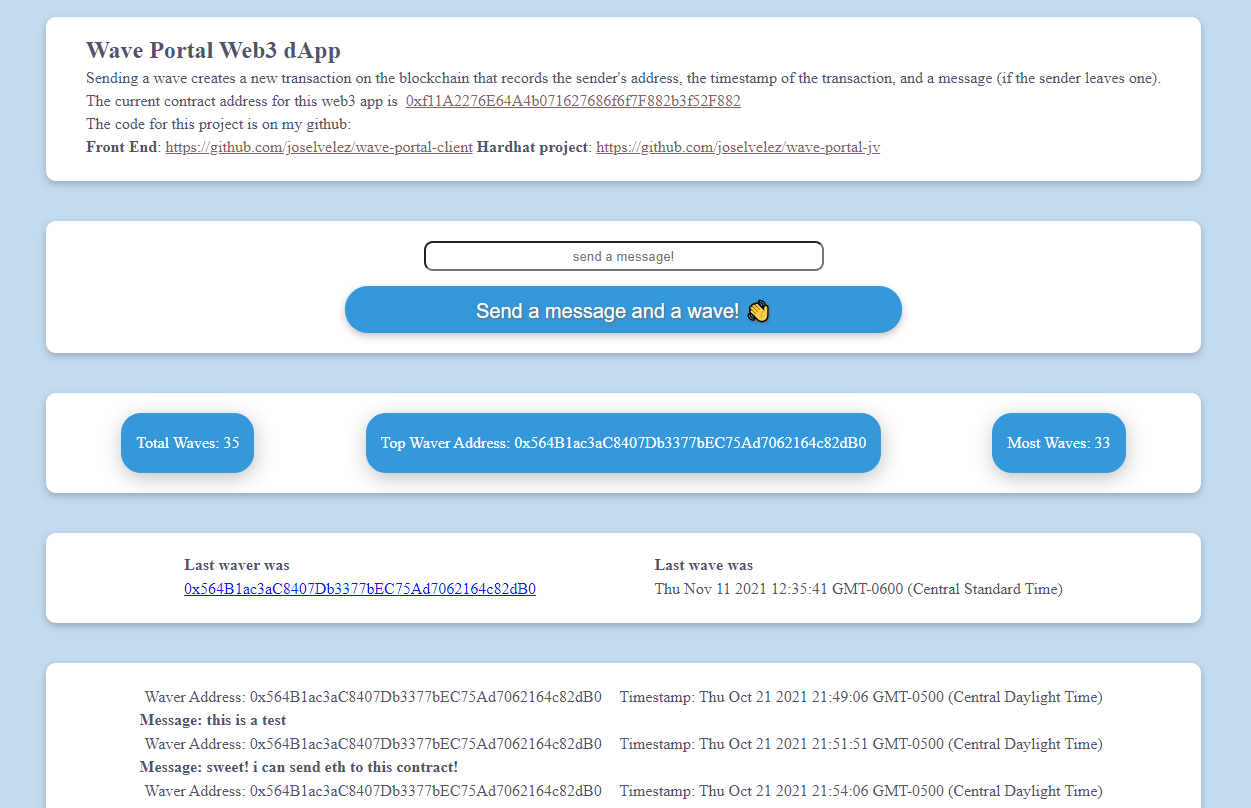 Wave Portal Web3 dApp
Sending a wave creates a new transaction on the blockchain that records the sender's address, the timestamp of the transaction, and a message (if the sender leaves one).
The current contract address for this web3 app is 0xf11A2276E64A4b071627686f6f7F882b3f52F882
The code for this project is on my github:
Front End: https://github.com/joselvelez/wave-portal-client Hardhat project: https://github.com/joselvelez/wave-portal-jv
send a message!
Send a message and a wave! 👋
Total Waves: 35
Top Waver Address: 0x564B1ac3aC8407Db3377bEC75Ad7062164c82dB0
Most Waves: 33
Last waver was
0x564B1ac3aC8407Db3377bEC75Ad7062164c82dB0
Last wave was
Thu Nov 11 2021 12:35:41 GMT-0600 (Central Standard Time)
Waver Address: 0x564B1ac3aC8407Db3377bEC75Ad7062164c82dB0 Timestamp: Thu Oct 21 2021 21:49:06 GMT-0500 (Central Daylight Time)
Message: this is a test
Waver Address: 0x564B1ac3aC8407Db3377bEC75Ad7062164c82dB0 Timestamp: Thu Oct 21 2021 21:51:51 GMT-0500 (Central Daylight Time)
Message: sweet! i can send eth to this contract!
Waver Address: 0x564B1ac3aC8407Db3377bEC75Ad7062164c82dB0 Timestamp: Thu Oct 21 2021 21:54:06 GMT-0500 (Central Daylight Time)